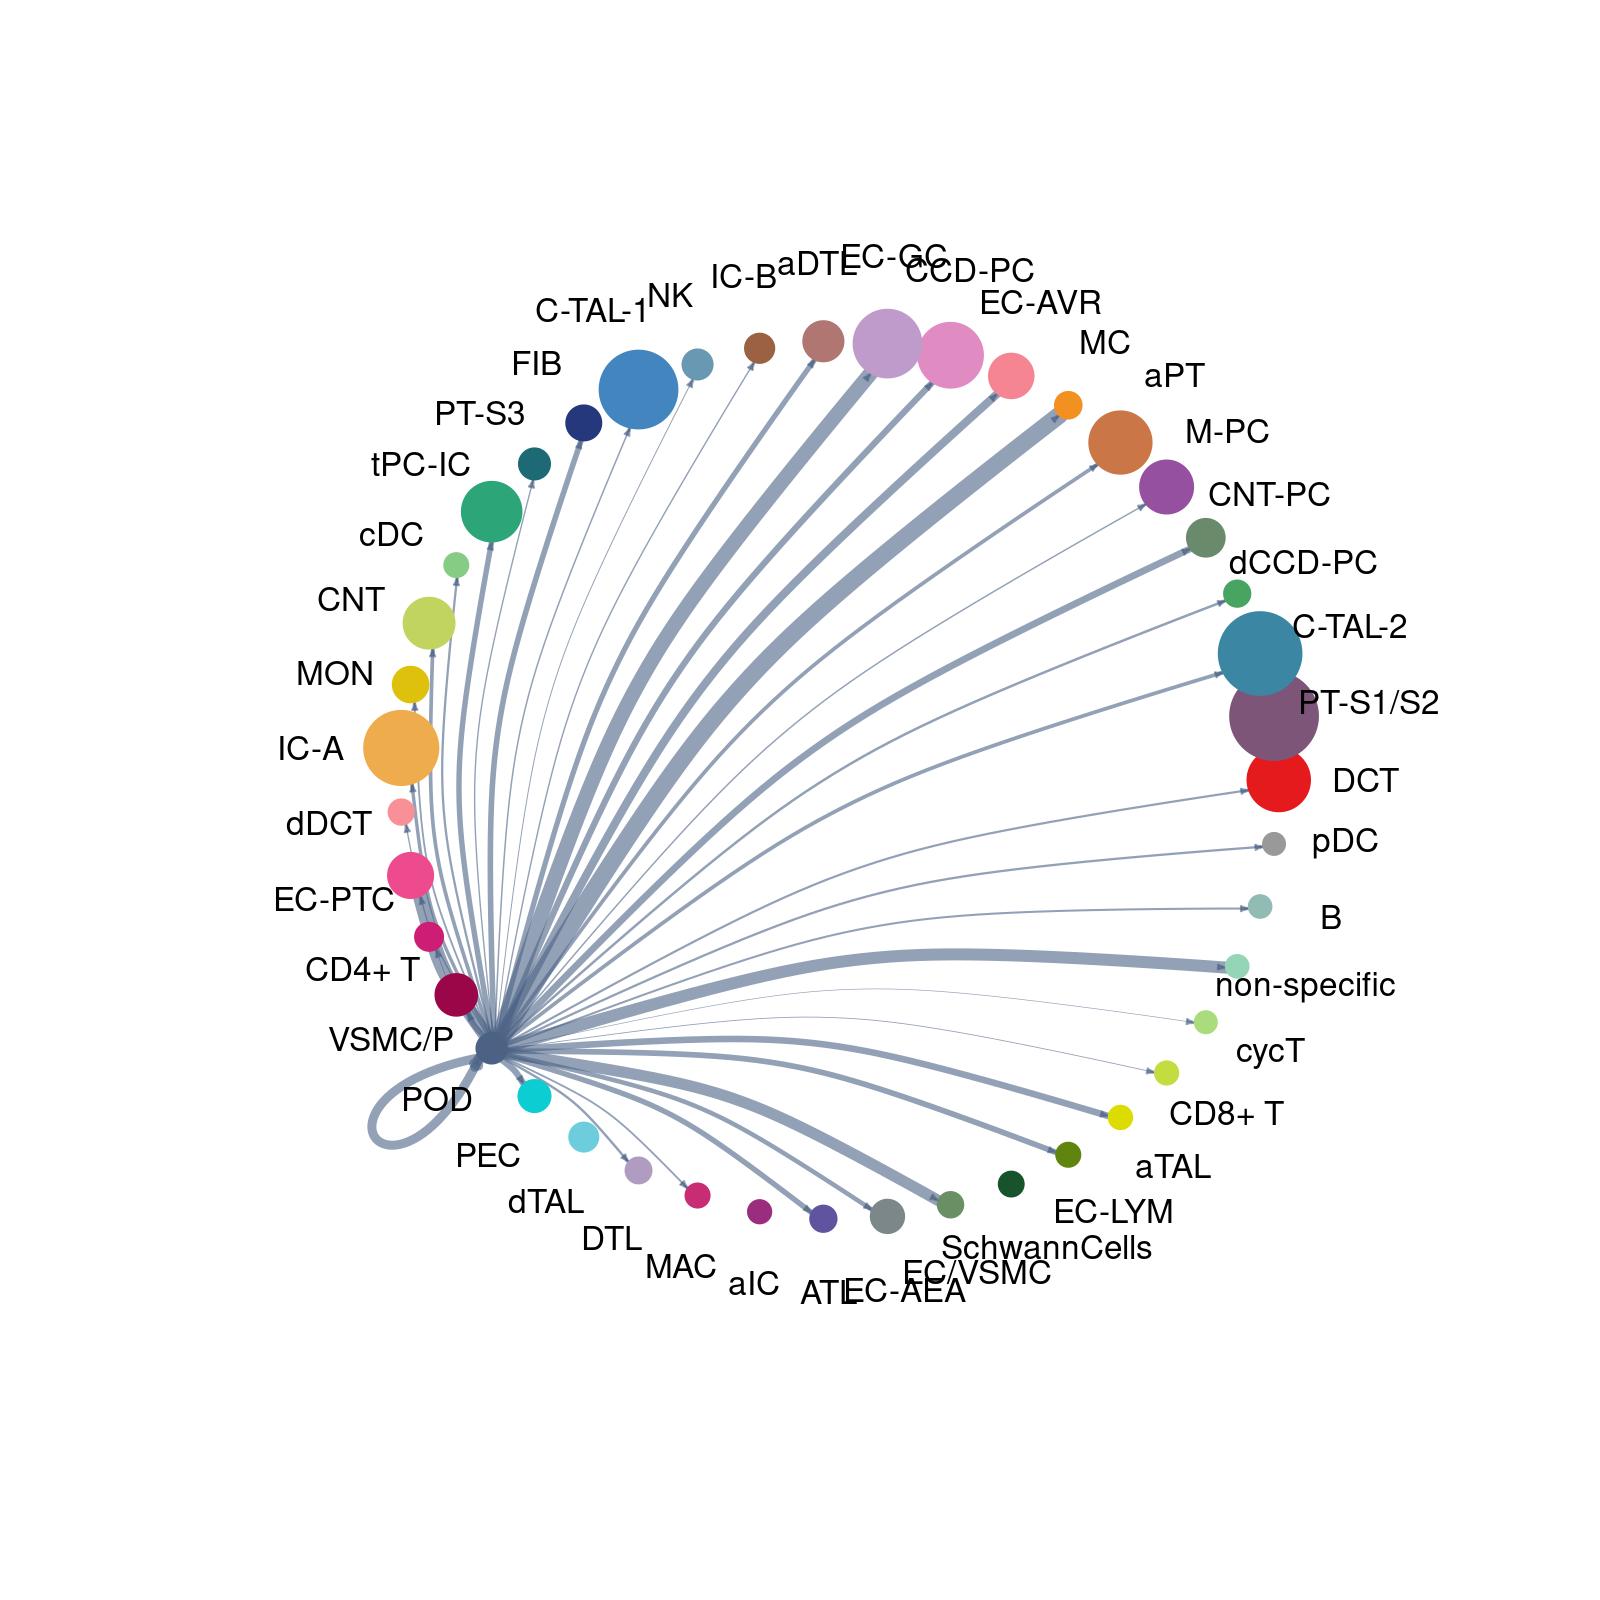 EC-GC
aDTL
CCD-PC
IC-B
NK
EC-AVR
C-TAL-1
MC
FIB
aPT
PT-S3
M-PC
tPC-IC
CNT-PC
cDC
dCCD-PC
CNT
C-TAL-2
MON
PT-S1/S2
IC-A
DCT
dDCT
pDC
EC-PTC
B
CD4+ T
non-specific
VSMC/P
cycT
POD
CD8+ T
PEC
aTAL
dTAL
EC-LYM
DTL
SchwannCells
MAC
EC/VSMC
aIC
ATL
EC-AEA